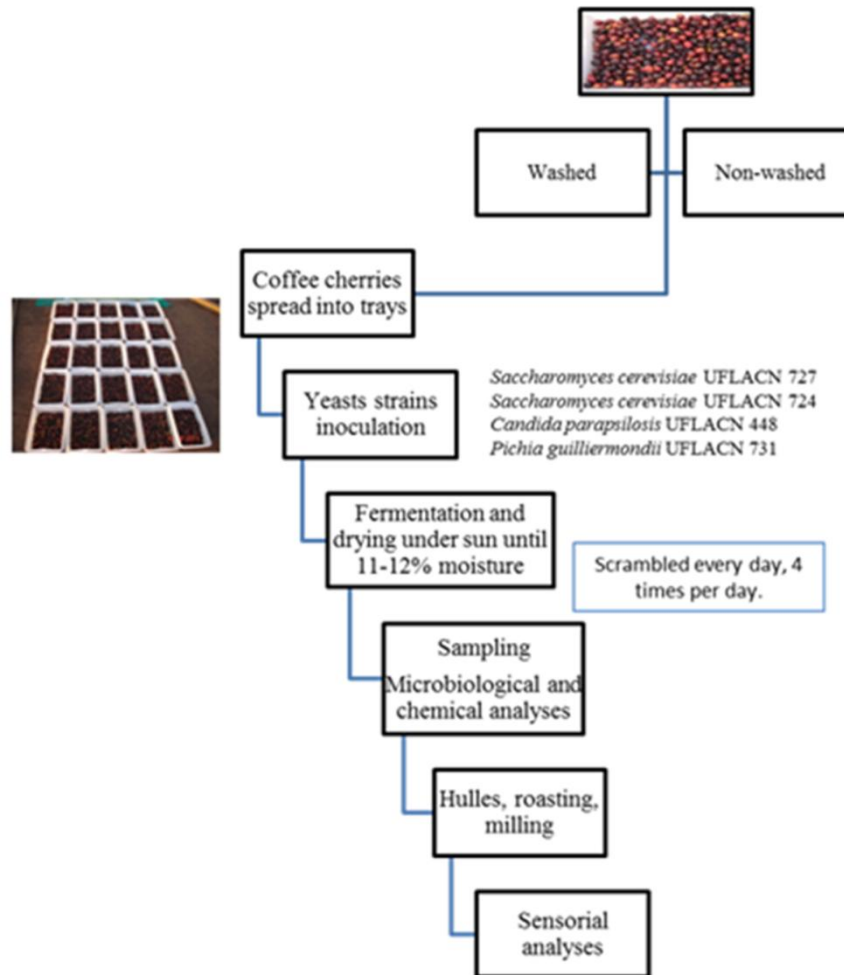 Washed
Non-washed
Coffee cherries
spread into trays
Yeasts strains
inoculation
Saccharomyces cerevisiae UFLACN 727
Saccharomyces cerevisiae UFLACN 724
Candida parapsilosis UFLACN 448
Pichia guilliermondii UFLACN 731
Fermentation and
drying under sun until
11-12% moisture
Scrambled every day, 4
times per day.
Sampling
Microbiological and
chemical analyses
Hulles, roasting,
milling
Sensorial
analyses